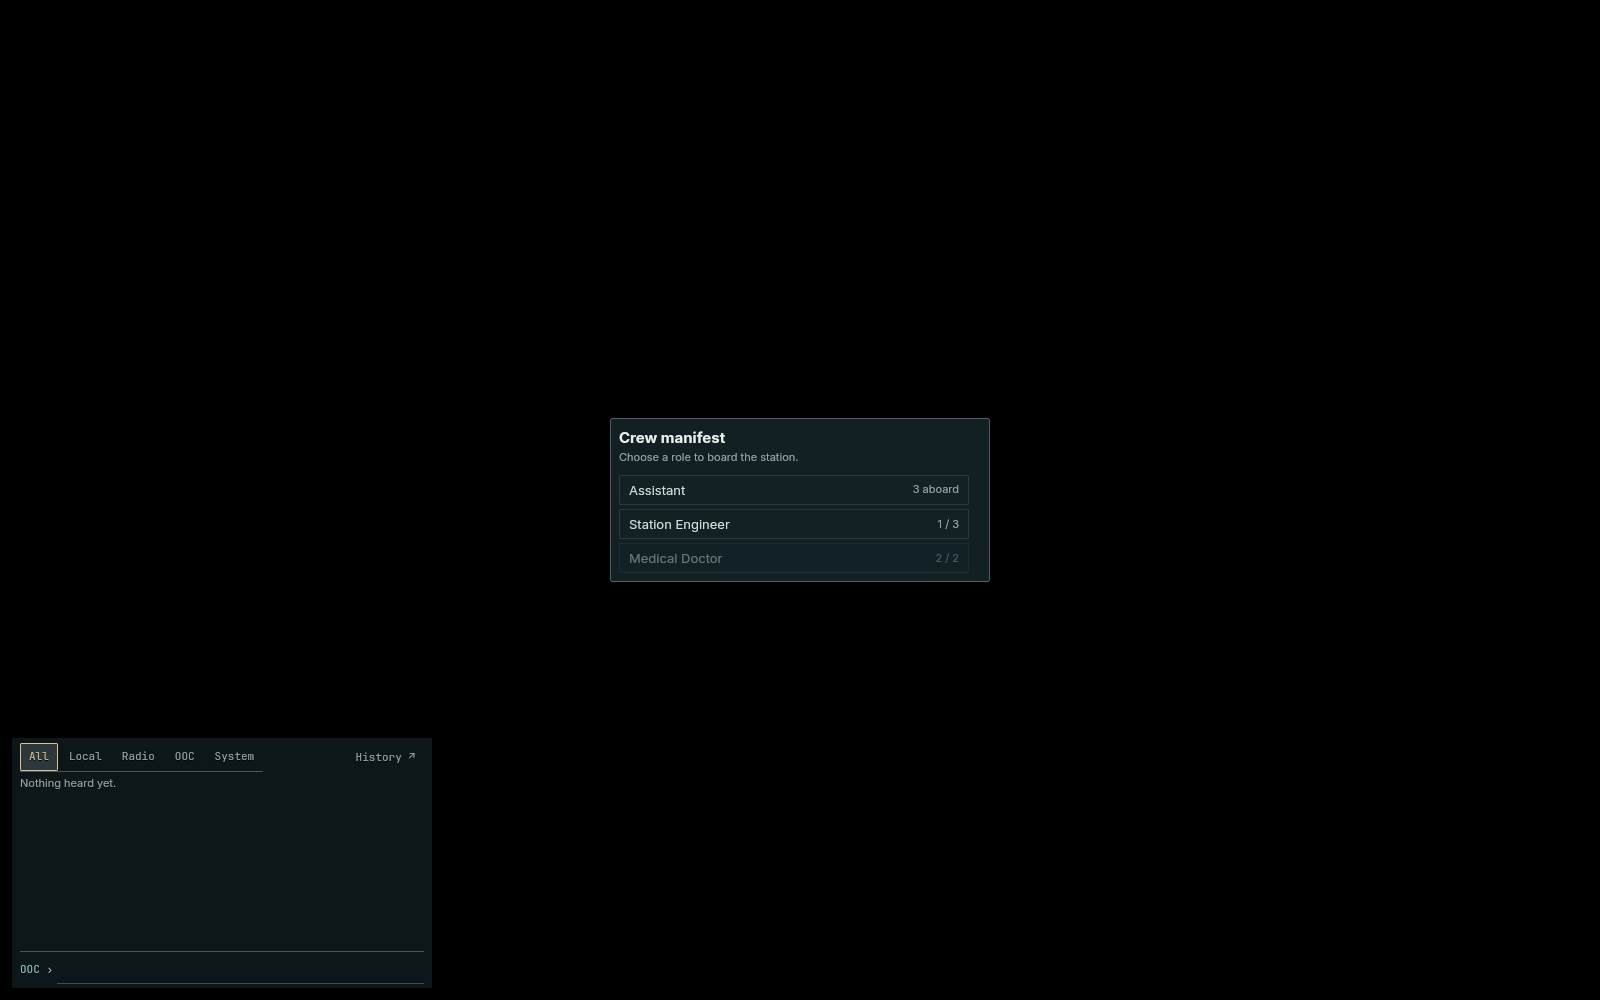 Crew manifest
Choose a role to board the station.
Assistant 3 aboard
Station Engineer 1 / 3
Medical Doctor 2 / 2
All Local Radio OOC System History ↗
Nothing heard yet.
OOC ›